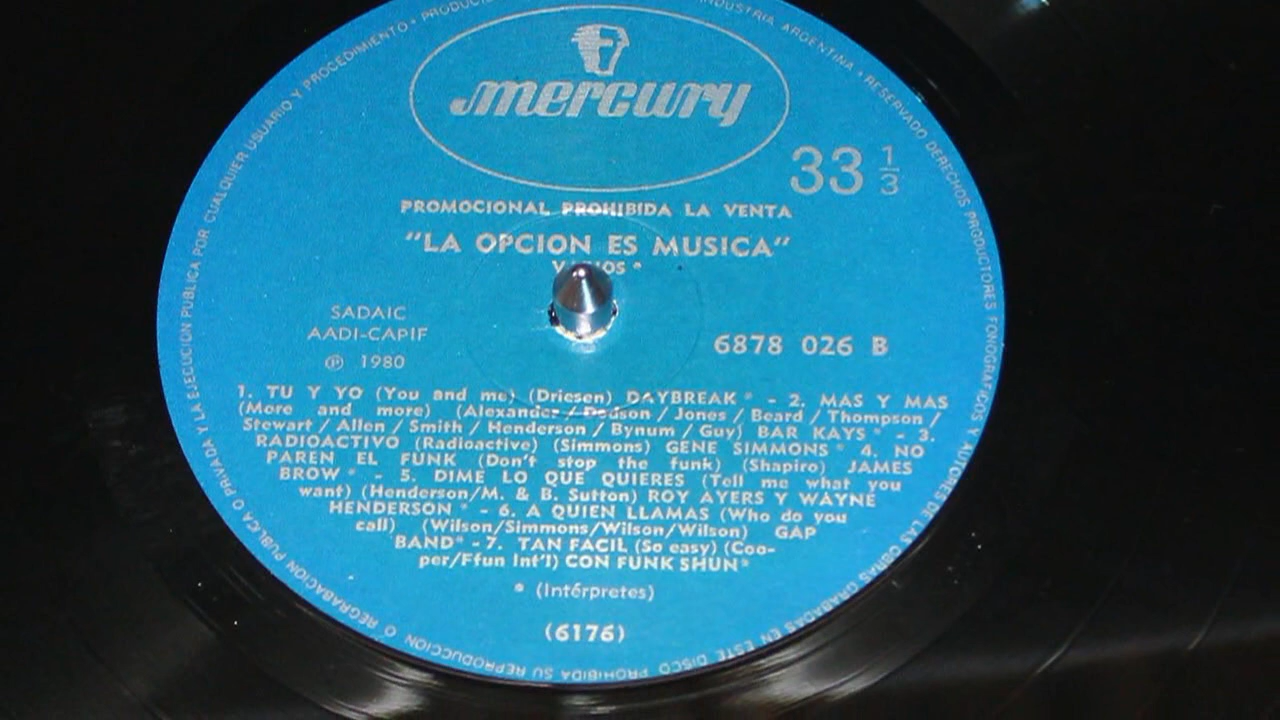 mercury
33 1/3
PROMOCIONAL PROHIBIDA LA VENTA
"LA OPCION ES MUSICA"
SADAIC
AADI-CAPIF
℗ 1980
6878 026 B
1. TU Y YO (You and me) (Driesen) DAYBREAK* - 2. MAS Y MAS
(More and more) (Alexander / Dodson / Jones / Beard / Thompson /
Stewart / Allen / Smith / Henderson / Bynum / Guy) BAR KAYS* - 3.
RADIOACTIVO (Radioactive) (Simmons) GENE SIMMONS* 4. NO
PAREN EL FUNK (Don't stop the funk) (Shapiro) JAMES
BROW* - 5. DIME LO QUE QUIERES (Tell me what you
want) (Henderson/M. & B. Sutton) ROY AYERS Y WAYNE
HENDERSON* - 6. A QUIEN LLAMAS (Who do you
call) (Wilson/Simmons/Wilson/Wilson) GAP
BAND* - 7. TAN FACIL (So easy) (Coo-
per/Ffun Int'l) CON FUNK SHUN*
* (Intérpretes)
(6176)
INDUSTRIA ARGENTINA • RESERVADO DERECHOS PRODUCTORES FONOGRAFICOS Y AUTORES DE LAS OBRAS GRABADAS EN ESTE DISCO PROHIBIDA SU REPRODUCCION O REGRABACION PUBLICA O PRIVADA Y LA EJECUCION PUBLICA POR CUALQUIER USUARIO Y PROCEDIMIENTO •